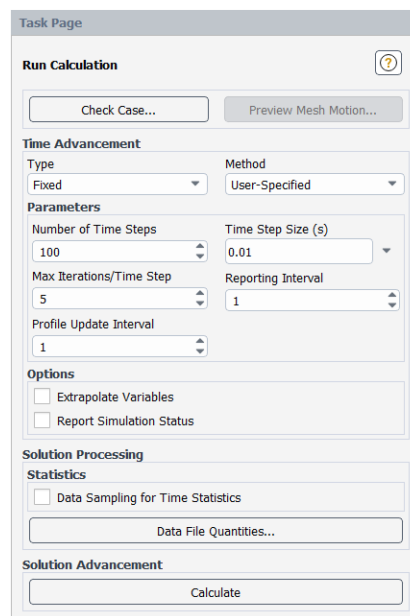 Task Page
Run Calculation
?
Check Case...
Preview Mesh Motion...
Time Advancement
Type
Method
Fixed
User-Specified
Parameters
Number of Time Steps
Time Step Size (s)
100
0.01
Max Iterations/Time Step
Reporting Interval
5
1
Profile Update Interval
1
Options
Extrapolate Variables
Report Simulation Status
Solution Processing
Statistics
Data Sampling for Time Statistics
Data File Quantities...
Solution Advancement
Calculate